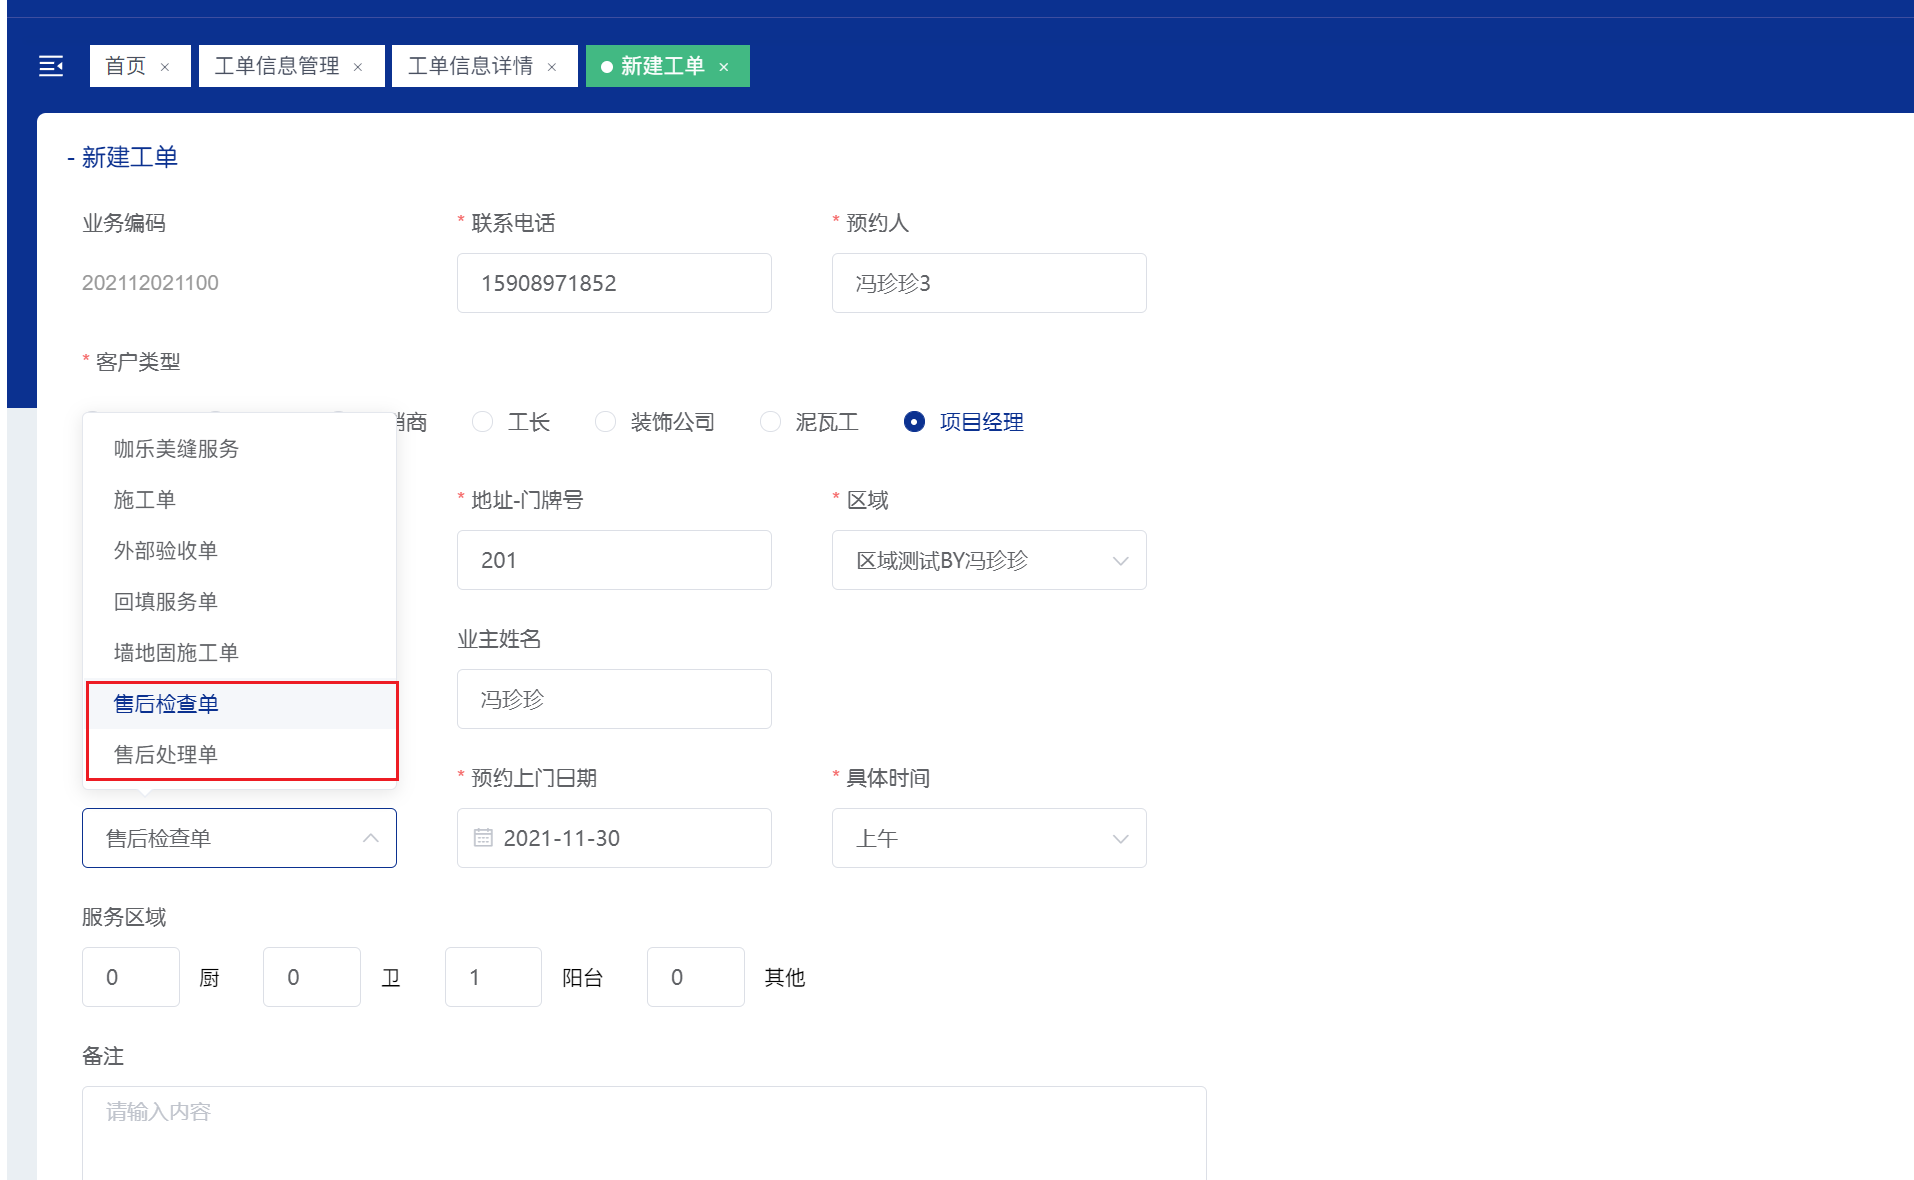 首页 × 工单信息管理 × 工单信息详情 × 新建工单 ×
- 新建工单
业务编码 * 联系电话 * 预约人
202112021100 15908971852 冯珍珍3
* 客户类型
销商 工长 装饰公司 泥瓦工 项目经理
咖乐美缝服务
施工单
外部验收单
回填服务单
墙地固施工单
售后检查单
售后处理单
* 地址-门牌号 * 区域
201 区域测试BY冯珍珍
业主姓名
冯珍珍
* 预约上门日期 * 具体时间
售后检查单 2021-11-30 上午
服务区域
0 厨 0 卫 1 阳台 0 其他
备注
请输入内容